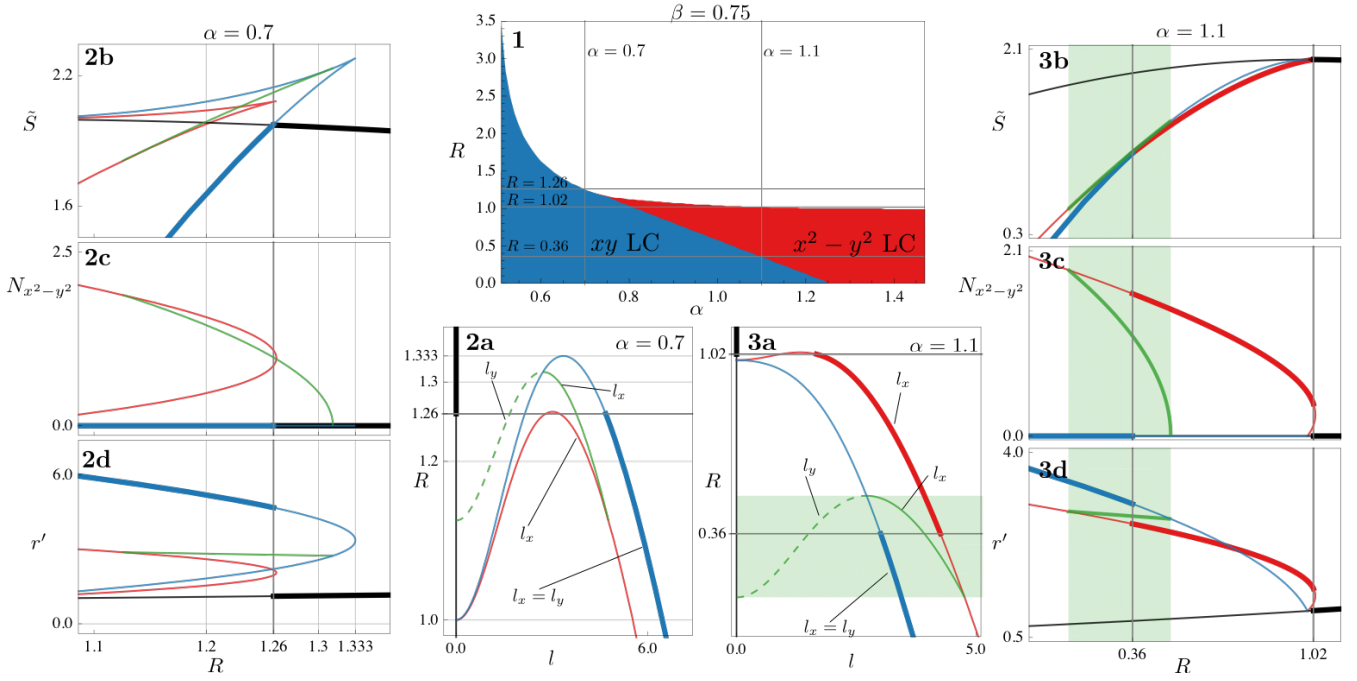 α = 0.7
2b
2.2
S̃
1.6
2c
2.5
N_{x²−y²}
0.0
2d
6.0
r′
0.0
1.1 1.2 1.26 1.3 1.333
R
β = 0.75
1
3.5
3.0
2.5
2.0
1.5
1.0
0.5
0.0
R
α = 0.7
α = 1.1
R = 1.26
R = 1.02
R = 0.36
xy LC
x² − y² LC
0.6 0.8 1.0 1.2 1.4
α
2a
α = 0.7
1.333
1.3
1.26
1.2
1.0
R
l_y
l_x
l_x
l_x = l_y
0.0 6.0
l
3a
α = 1.1
1.02
0.36
R
l_x
l_y
l_x
l_x = l_y
0.0 5.0
l
α = 1.1
3b
2.1
S̃
0.3
3c
2.1
N_{x²−y²}
0.0
3d
4.0
r′
0.5
0.36 1.02
R